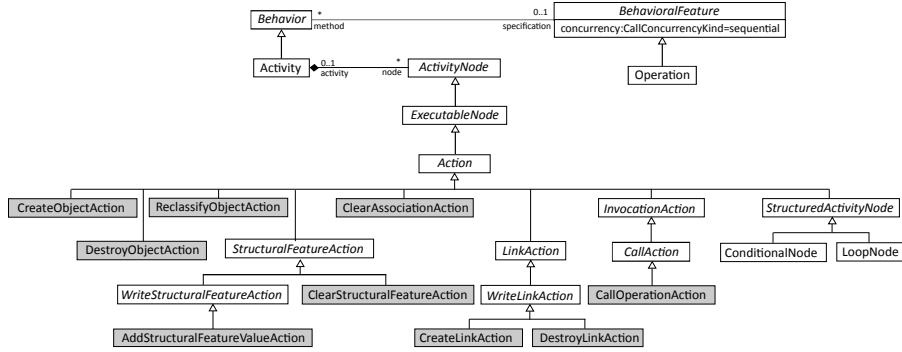 Behavior
*
method
0..1
specification
BehavioralFeature
concurrency:CallConcurrencyKind=sequential
Activity
0..1
activity
*
node
ActivityNode
Operation
ExecutableNode
Action
CreateObjectAction
ReclassifyObjectAction
ClearAssociationAction
InvocationAction
StructuredActivityNode
DestroyObjectAction
StructuralFeatureAction
LinkAction
CallAction
ConditionalNode
LoopNode
WriteStructuralFeatureAction
ClearStructuralFeatureAction
WriteLinkAction
CallOperationAction
AddStructuralFeatureValueAction
CreateLinkAction
DestroyLinkAction